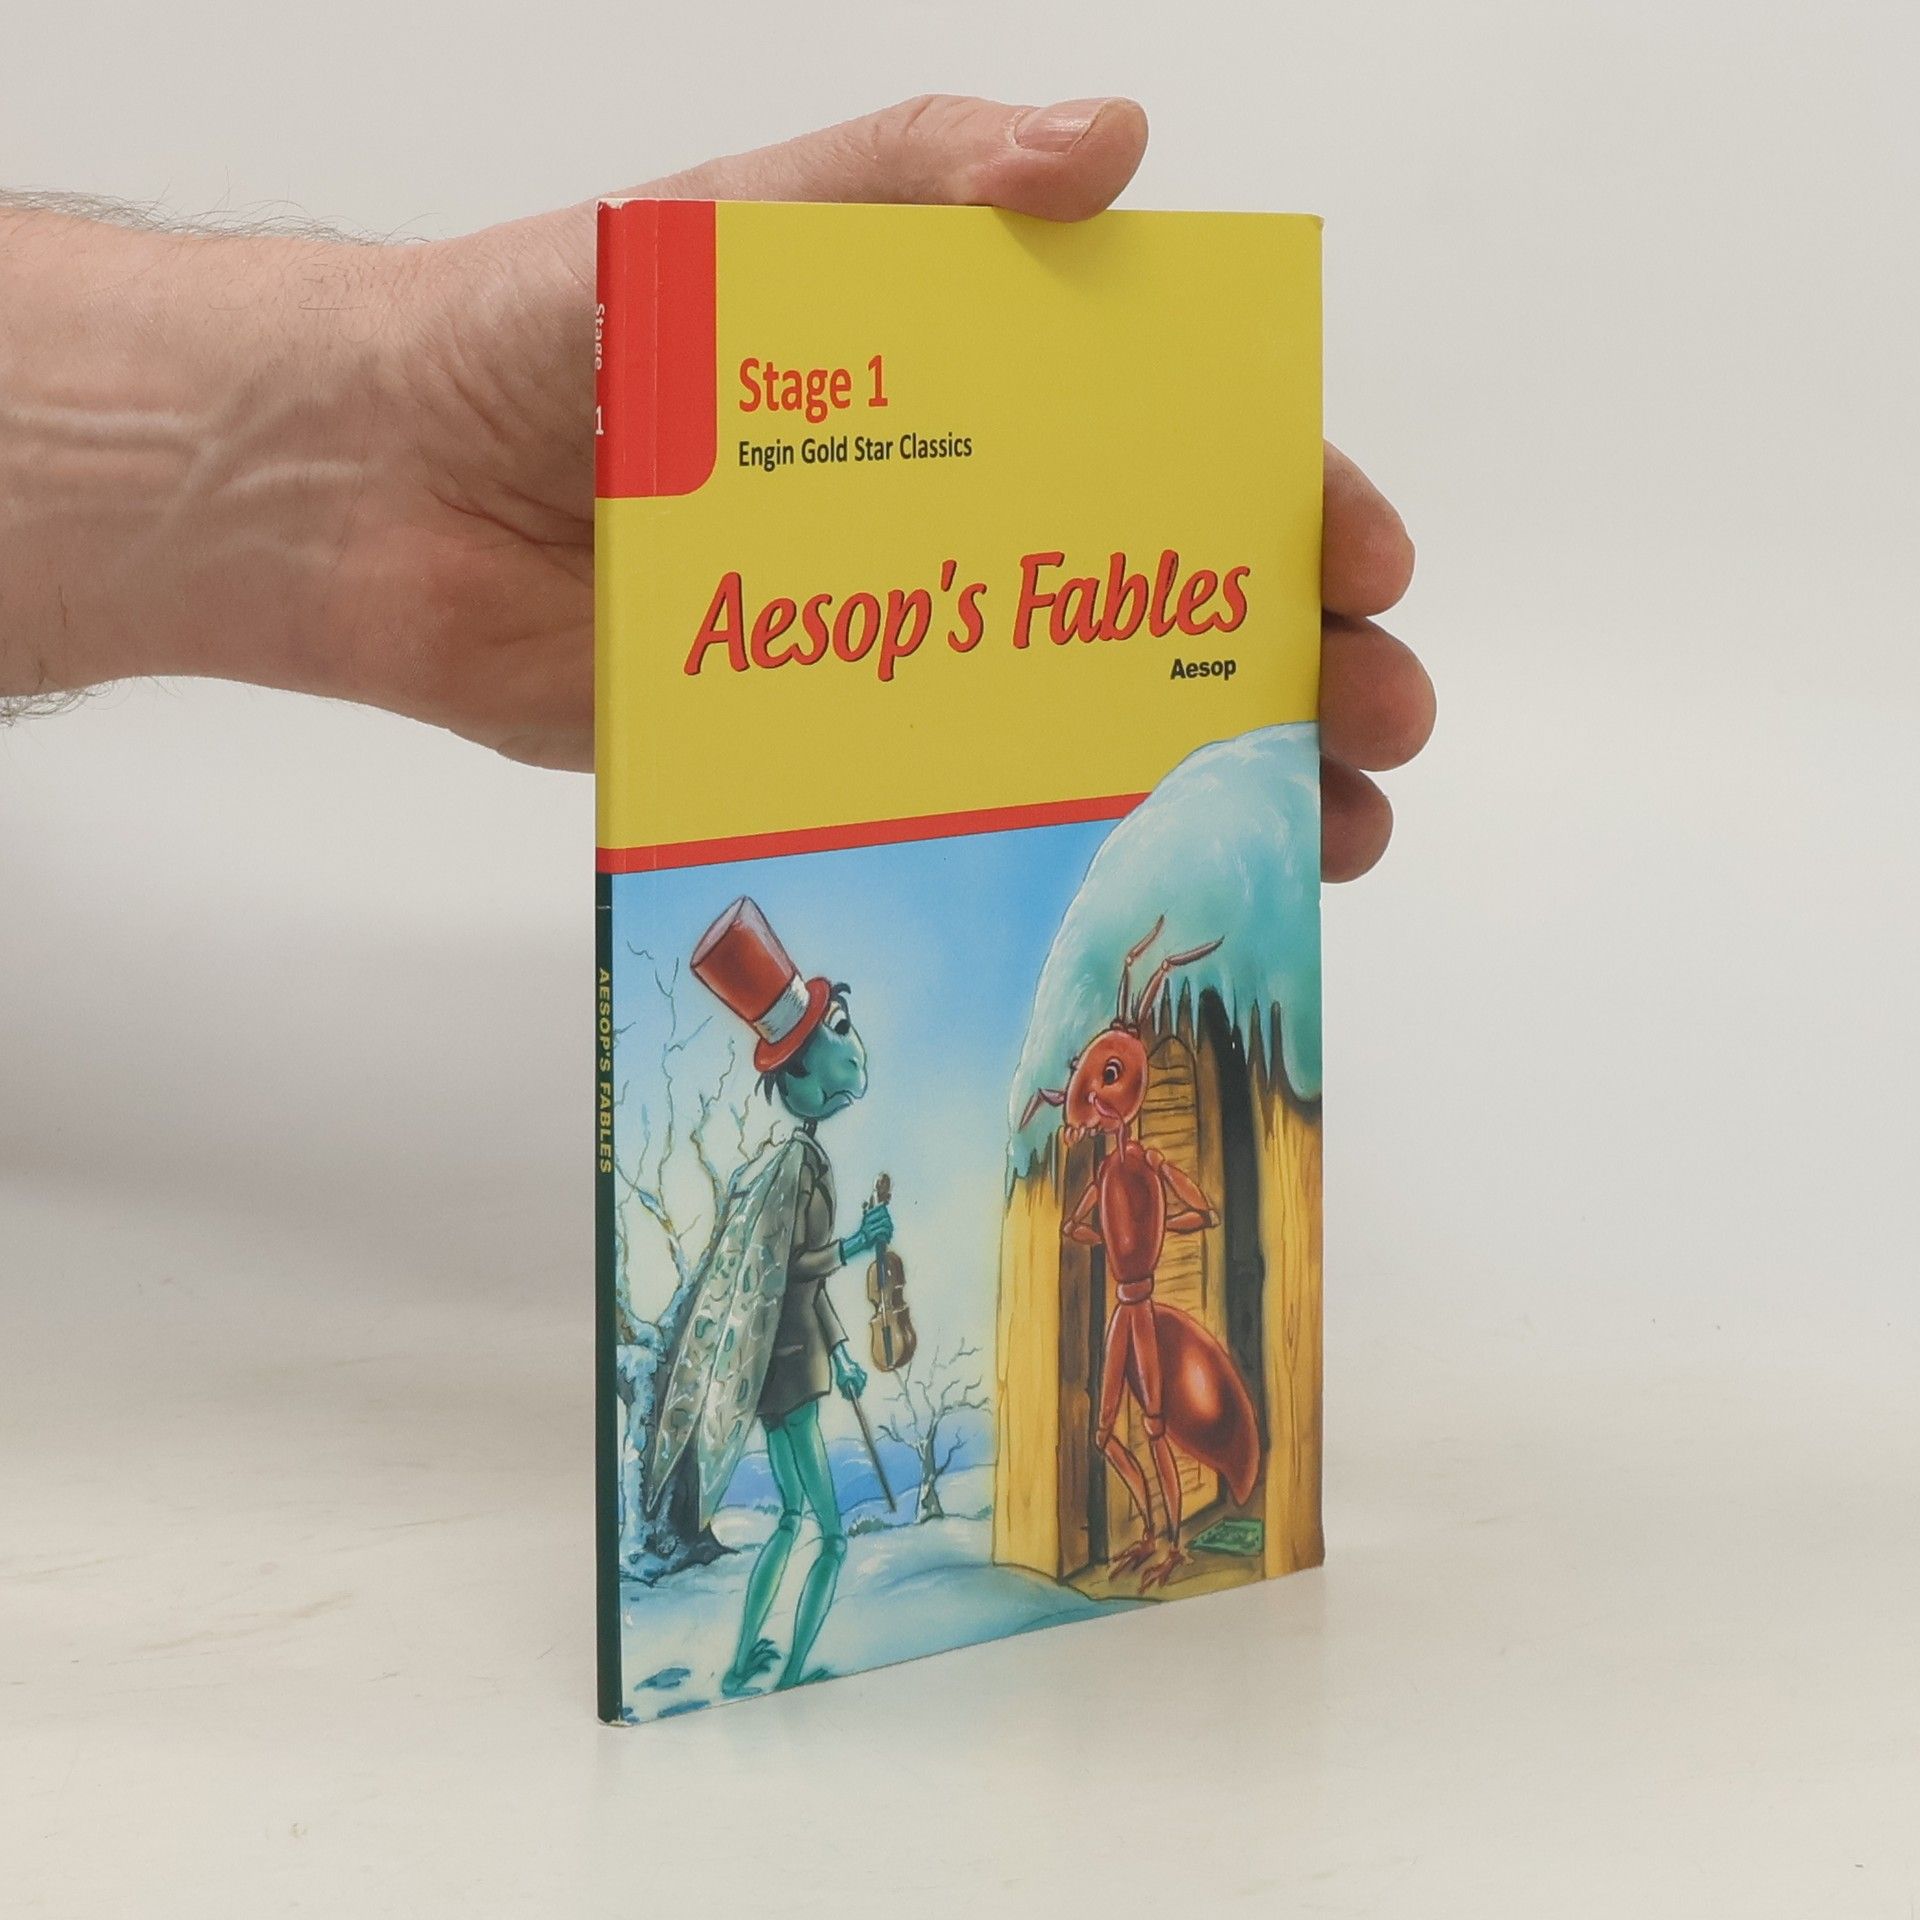 Stage 1
Stage 1
Engin Gold Star Classics
Aesop's Fables
Aesop
AESOP'S FABLES